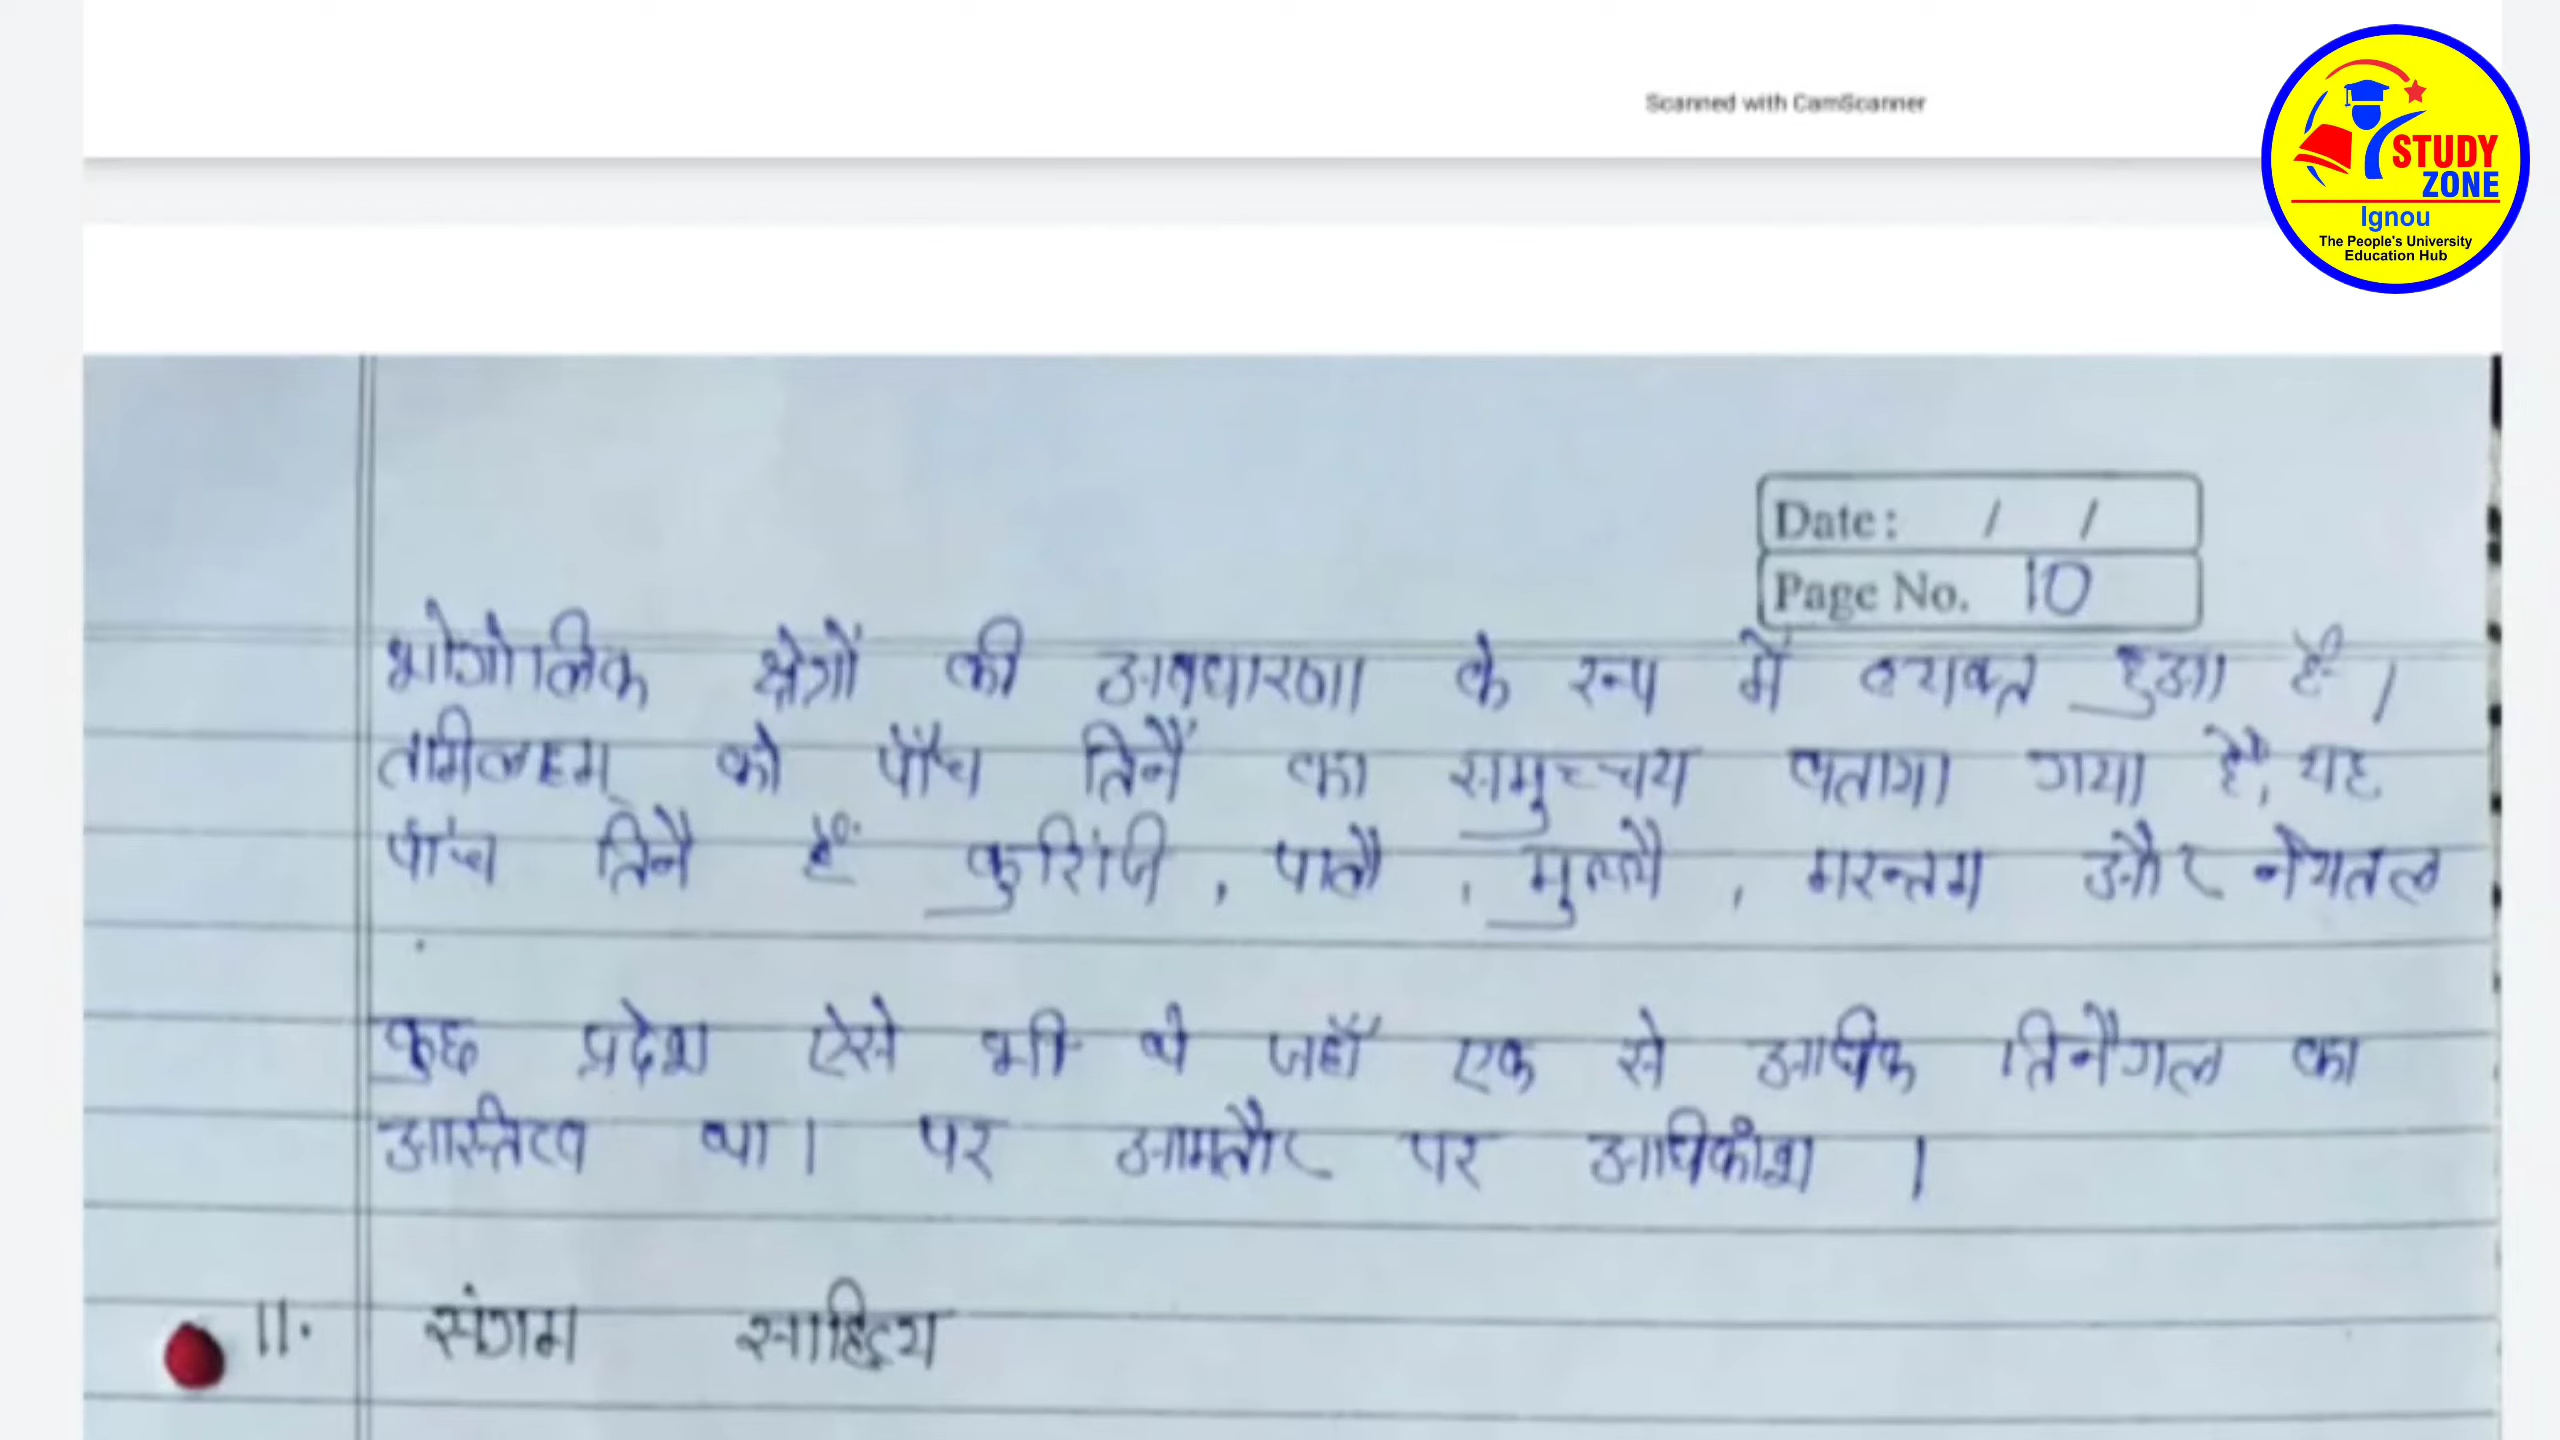 Scanned with CamScanner
STUDY
ZONE
Ignou
The People's University
Education Hub
Date: / /
Page No. 10
भोगोलिक क्षेत्रों की अवधारणा के रूप में व्यक्त हुआ है।
तमिलहम् को पाँच तिनै का समुच्चय बताया गया है, यह
पांच तिनै हैं कुरिंजि, पालै, मुल्लै, मरुतम और नेयतल
कुछ प्रदेश ऐसे भी थे जहाँ एक से अधिक तिनैगल का
अस्तित्व था। पर आमतौर पर अधिकांश ।
11. संगम साहित्य